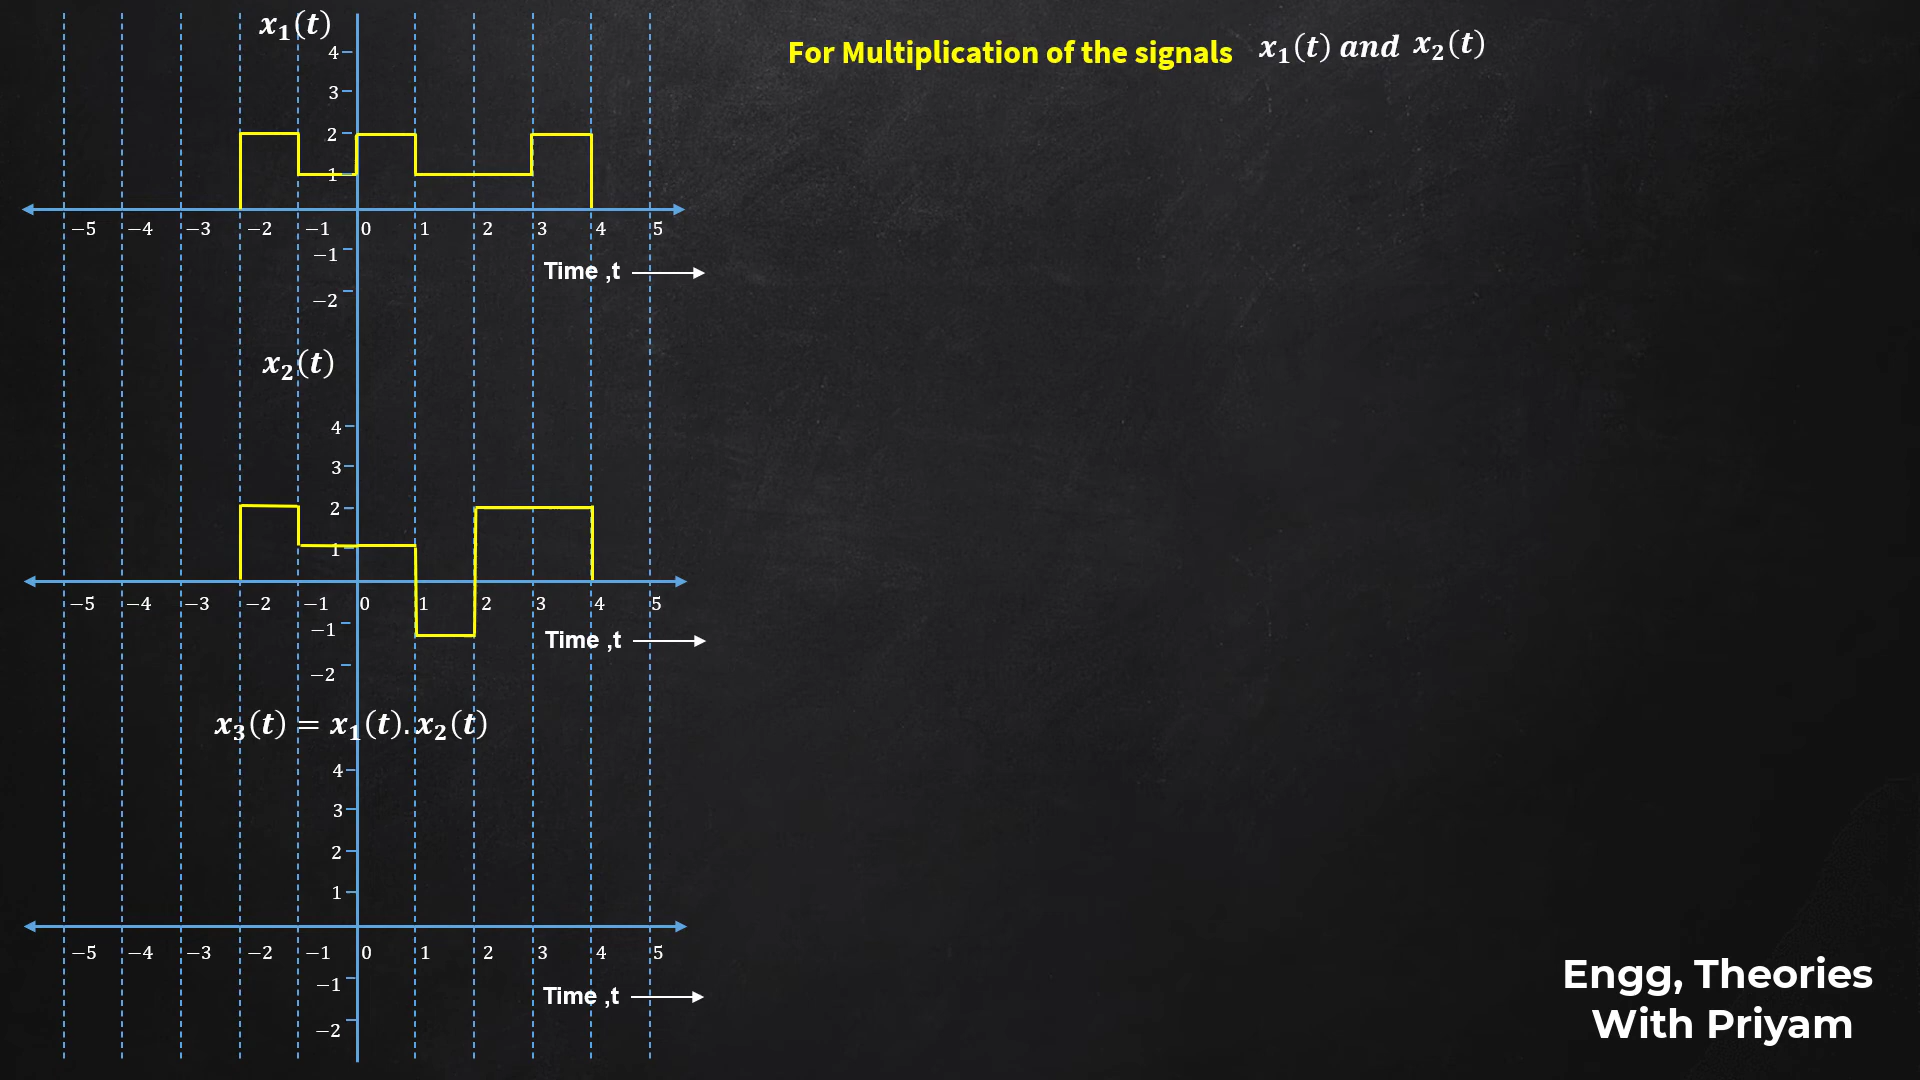 x₁(t)
For Multiplication of the signals x₁(t) and x₂(t)
4
3
2
1
−5 −4 −3 −2 −1 0 1 2 3 4 5
−1
Time ,t
−2
x₂(t)
4
3
2
1
−5 −4 −3 −2 −1 0 1 2 3 4 5
−1
Time ,t
−2
x₃(t) = x₁(t). x₂(t)
4
3
2
1
−5 −4 −3 −2 −1 0 1 2 3 4 5
−1
Time ,t
−2
Engg, Theories
With Priyam